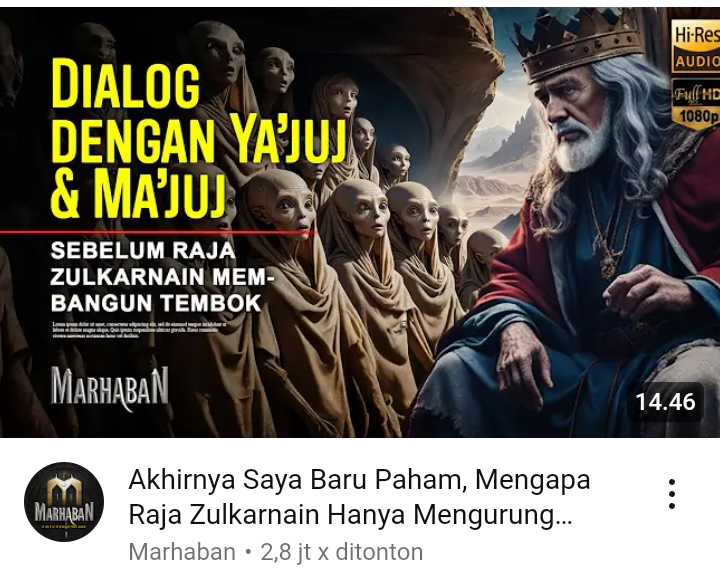 DIALOG
DENGAN YA'JUJ
& MA'JUJ
SEBELUM RAJA
ZULKARNAIN MEM-
BANGUN TEMBOK
MARHABAN
Hi-Res
AUDIO
Full HD
1080p
14.46
MARHABAN
Akhirnya Saya Baru Paham, Mengapa
Raja Zulkarnain Hanya Mengurung...
Marhaban • 2,8 jt x ditonton